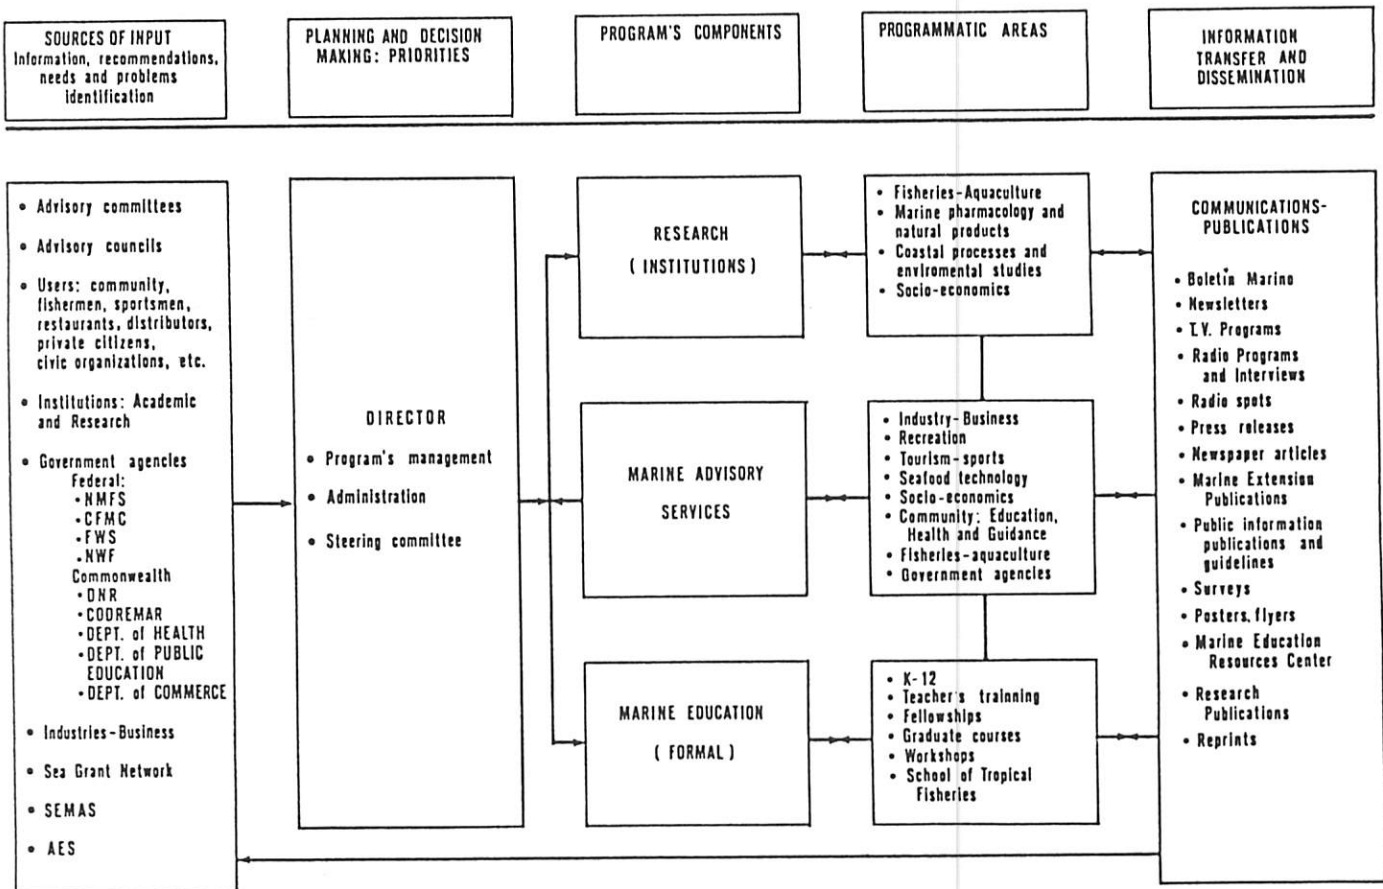 SOURCES OF INPUT
Information, recommendations,
needs and problems
identification
PLANNING AND DECISION
MAKING: PRIORITIES
PROGRAM'S COMPONENTS
PROGRAMMATIC AREAS
INFORMATION
TRANSFER AND
DISSEMINATION
• Advisory committees
• Advisory councils
• Users: community,
fishermen, sportsmen,
restaurants, distributors,
private citizens,
civic organizations, etc.
• Institutions: Academic
and Research
• Government agencies
Federal:
• NMFS
• CFMC
• FWS
• NWF
Commonwealth
• DNR
• CODREMAR
• DEPT. of HEALTH
• DEPT. of PUBLIC
EDUCATION
• DEPT. of COMMERCE
• Industries-Business
• Sea Grant Network
• SEMAS
• AES
DIRECTOR
• Program's management
• Administration
• Steering committee
RESEARCH
( INSTITUTIONS )
MARINE ADVISORY
SERVICES
MARINE EDUCATION
( FORMAL )
• Fisheries-Aquaculture
• Marine pharmacology and
natural products
• Coastal processes and
enviromental studies
• Socio-economics
• Industry-Business
• Recreation
• Tourism-sports
• Seafood technology
• Socio-economics
• Community: Education,
Health and Guidance
• Fisheries-aquaculture
• Government agencies
• K-12
• Teacher's trainning
• Fellowships
• Graduate courses
• Workshops
• School of Tropical
Fisheries
COMMUNICATIONS-
PUBLICATIONS
• Boletín Marino
• Newsletters
• T.V. Programs
• Radio Programs
and Interviews
• Radio spots
• Press releases
• Newspaper articles
• Marine Extension
Publications
• Public information
publications and
guidelines
• Surveys
• Posters, flyers
• Marine Education
Resources Center
• Research
Publications
• Reprints